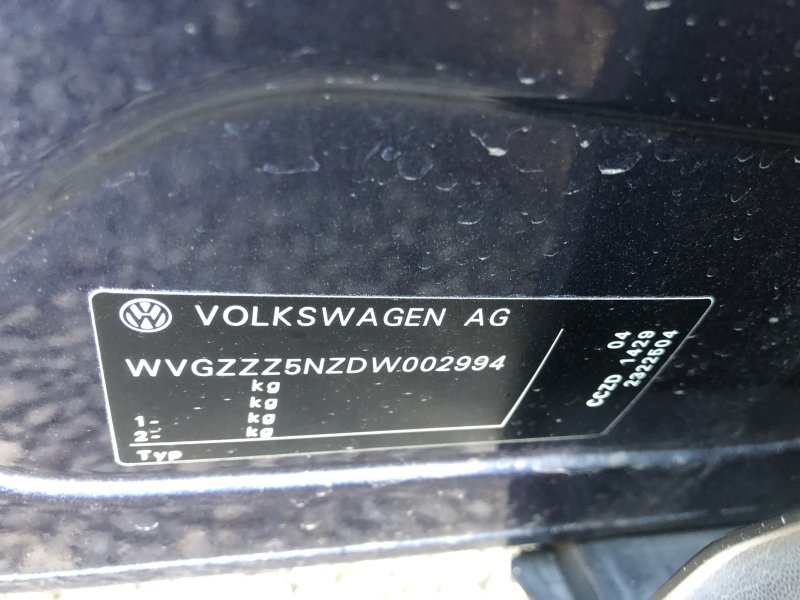 VOLKSWAGEN AG
WVGZZZ5NZDW002994
kg
kg
1- kg
2- kg
Typ
04
CCZD 1429
2322504